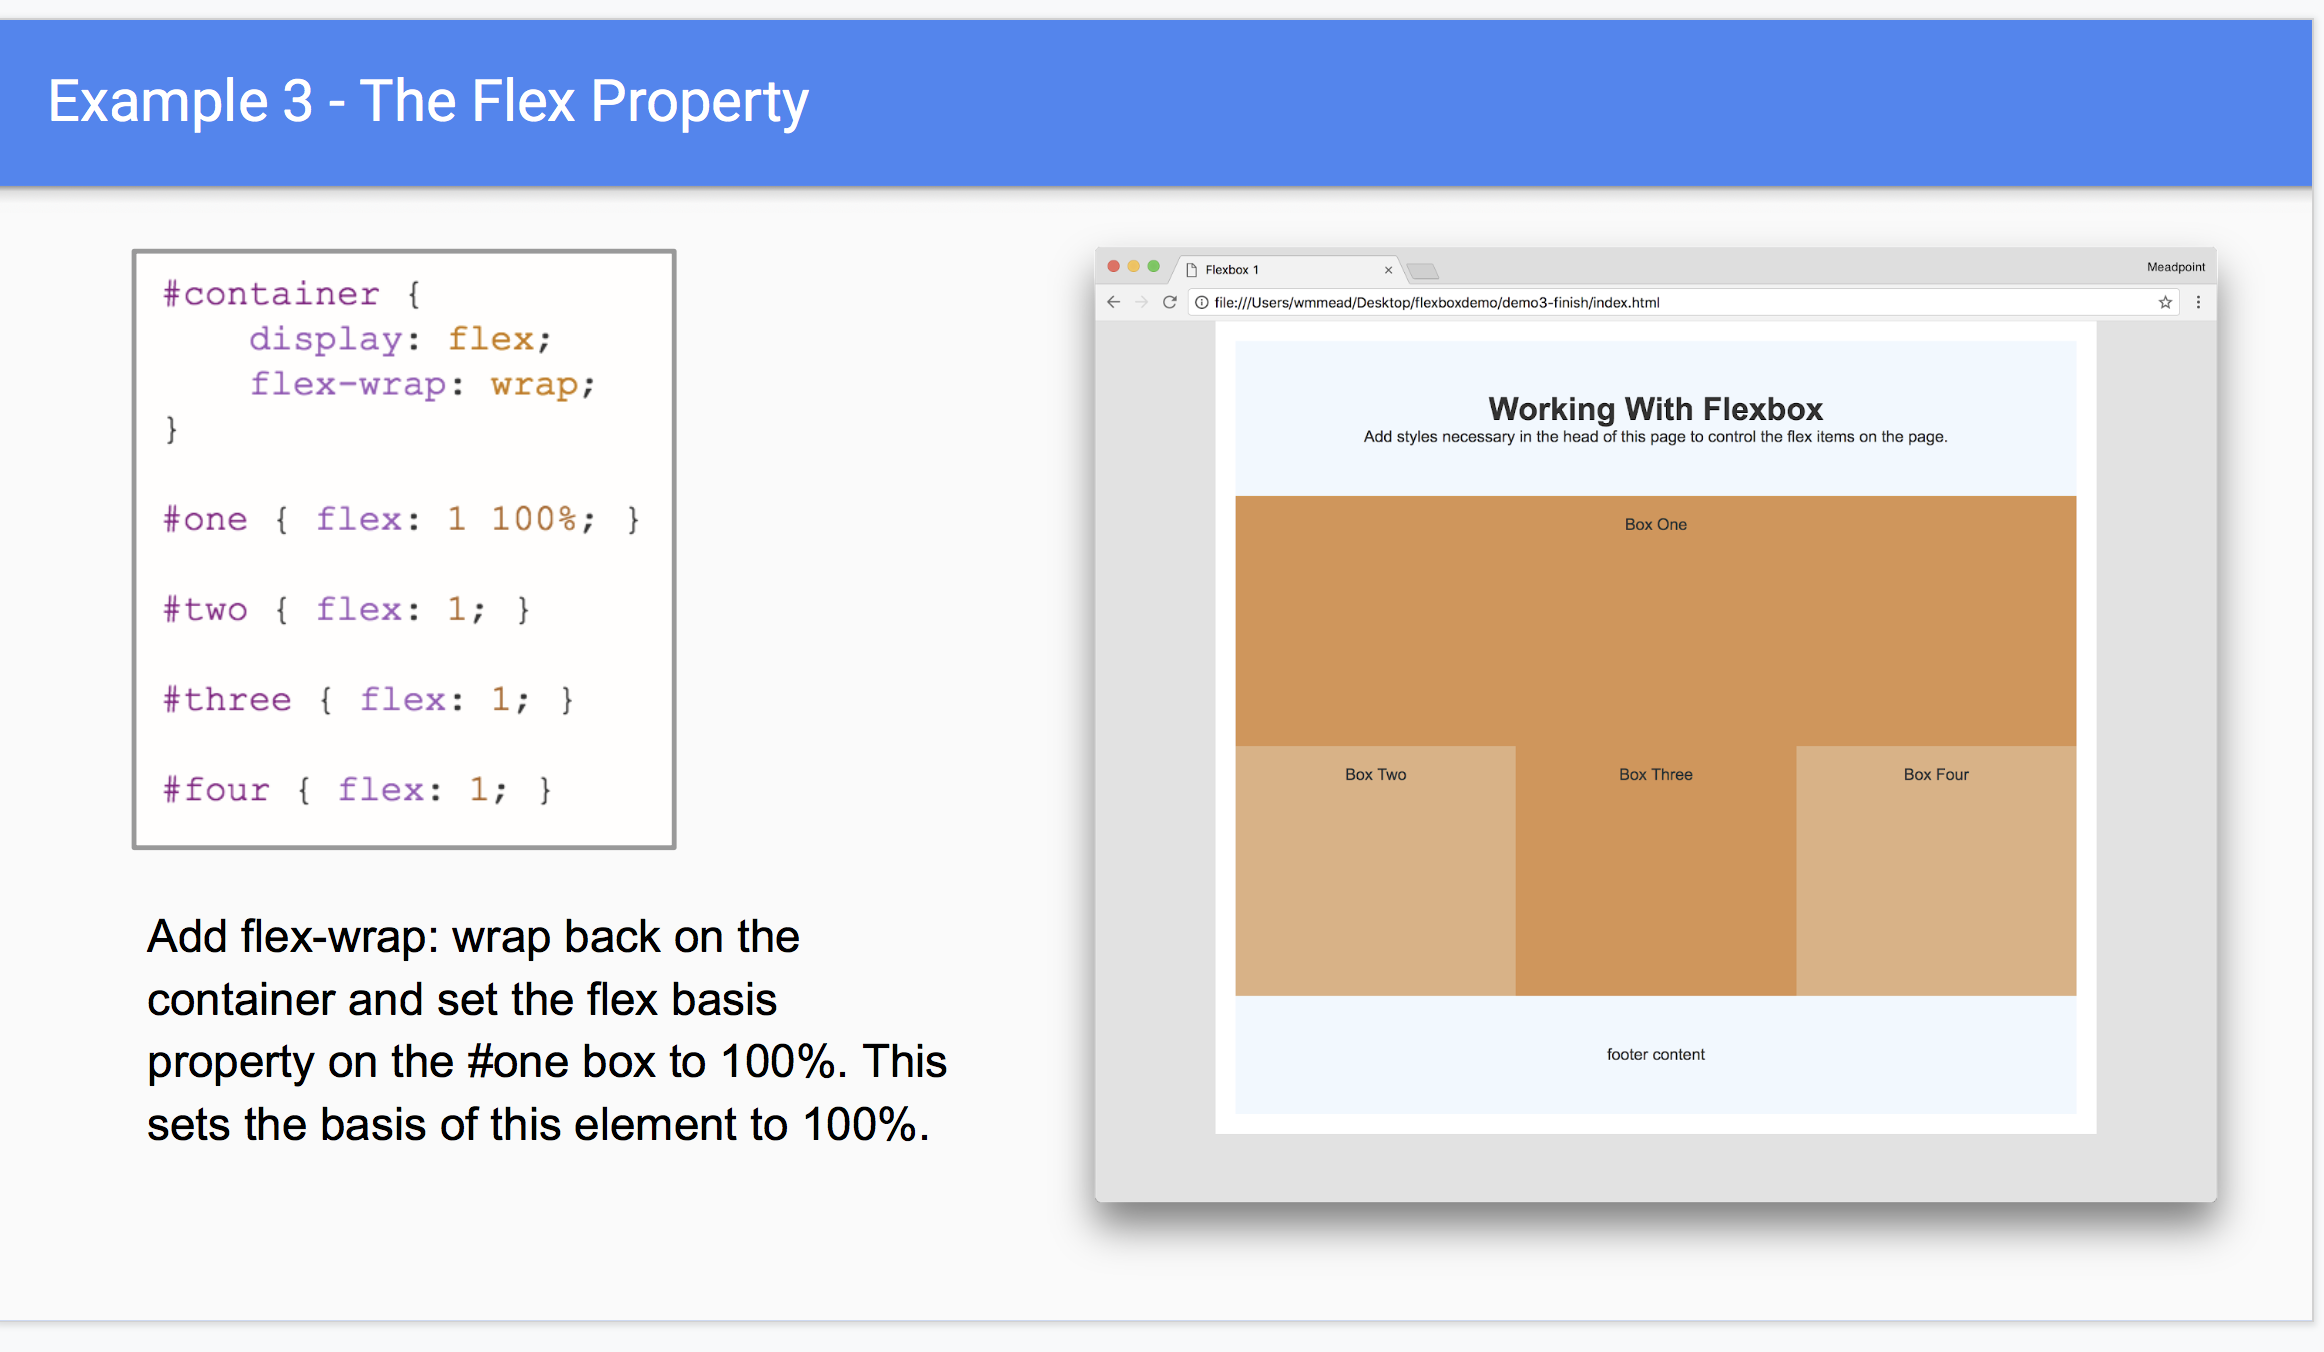 Example 3 - The Flex Property
#container {
display: flex;
flex-wrap: wrap;
}
#one { flex: 1 100%; }
#two { flex: 1; }
#three { flex: 1; }
#four { flex: 1; }
Add flex-wrap: wrap back on the
container and set the flex basis
property on the #one box to 100%. This
sets the basis of this element to 100%.
Flexbox 1
Meadpoint
file:///Users/wmmead/Desktop/flexboxdemo/demo3-finish/index.html
Working With Flexbox
Add styles necessary in the head of this page to control the flex items on the page.
Box One
Box Two
Box Three
Box Four
footer content